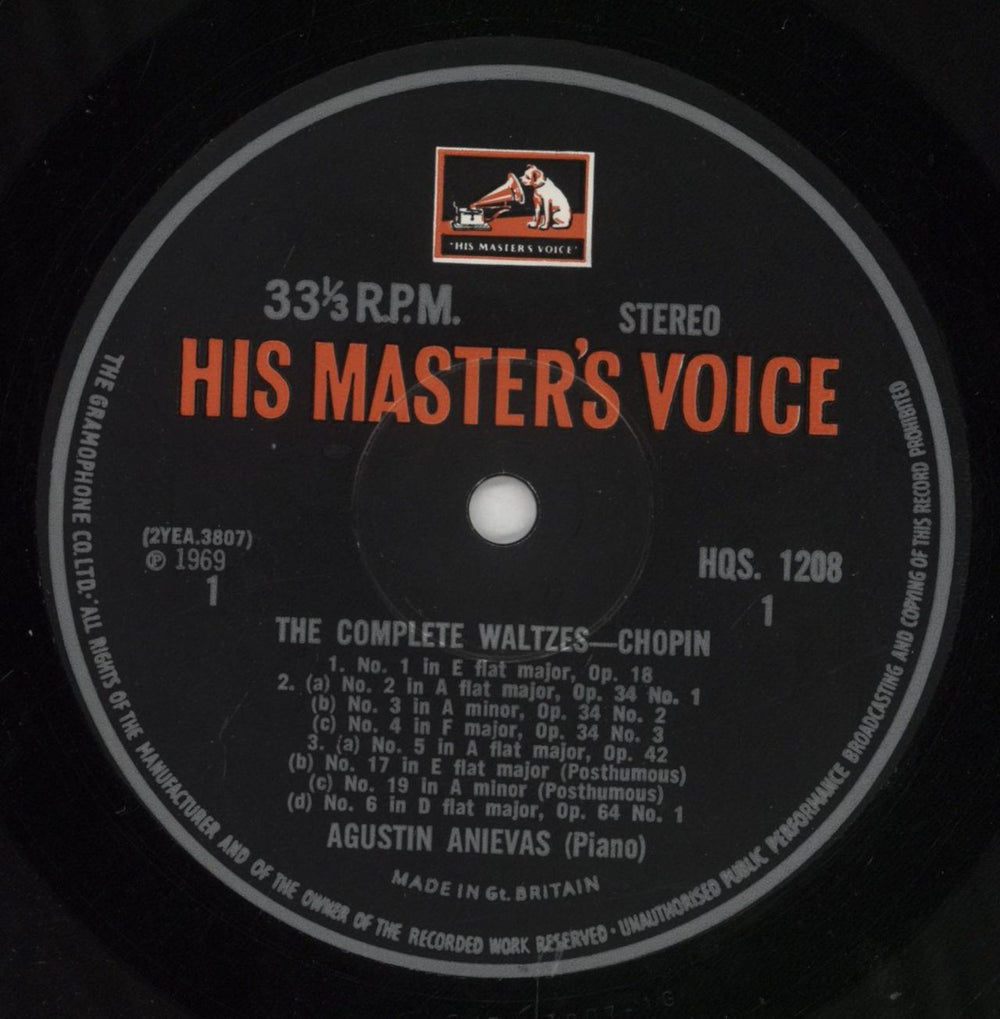 "HIS MASTER'S VOICE"
33⅓ R.P.M.
STEREO
HIS MASTER'S VOICE
(2YEA.3807)
℗ 1969
1
HQS. 1208
1
THE COMPLETE WALTZES—CHOPIN
1. No. 1 in E flat major, Op. 18
2. (a) No. 2 in A flat major, Op. 34 No. 1
(b) No. 3 in A minor, Op. 34 No. 2
(c) No. 4 in F major, Op. 34 No. 3
3. (a) No. 5 in A flat major, Op. 42
(b) No. 17 in E flat major (Posthumous)
(c) No. 19 in A minor (Posthumous)
(d) No. 6 in D flat major, Op. 64 No. 1
AGUSTIN ANIEVAS (Piano)
MADE IN Gt. BRITAIN
THE GRAMOPHONE CO. LTD. · ALL RIGHTS OF THE MANUFACTURER AND OF THE OWNER OF THE RECORDED WORK RESERVED · UNAUTHORISED PUBLIC PERFORMANCE BROADCASTING AND COPYING OF THIS RECORD PROHIBITED